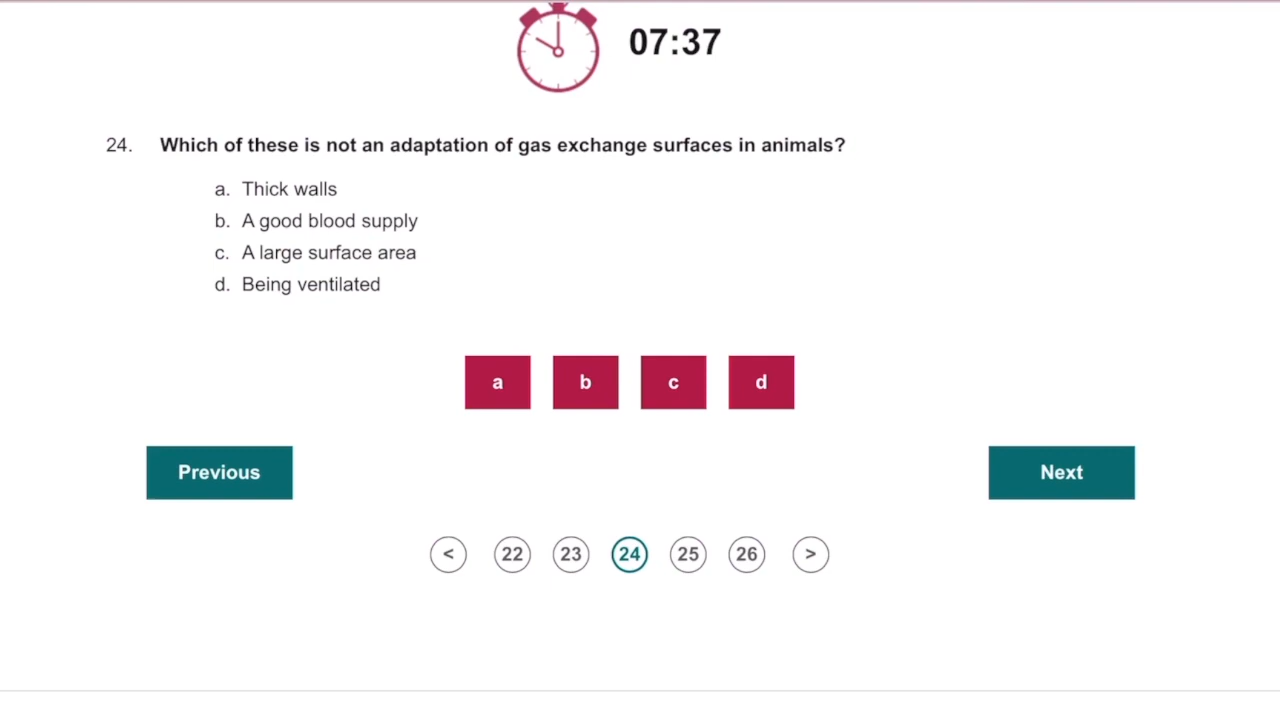 07:37
24. Which of these is not an adaptation of gas exchange surfaces in animals?
a. Thick walls
b. A good blood supply
c. A large surface area
d. Being ventilated
a b c d
Previous Next
< 22 23 24 25 26 >